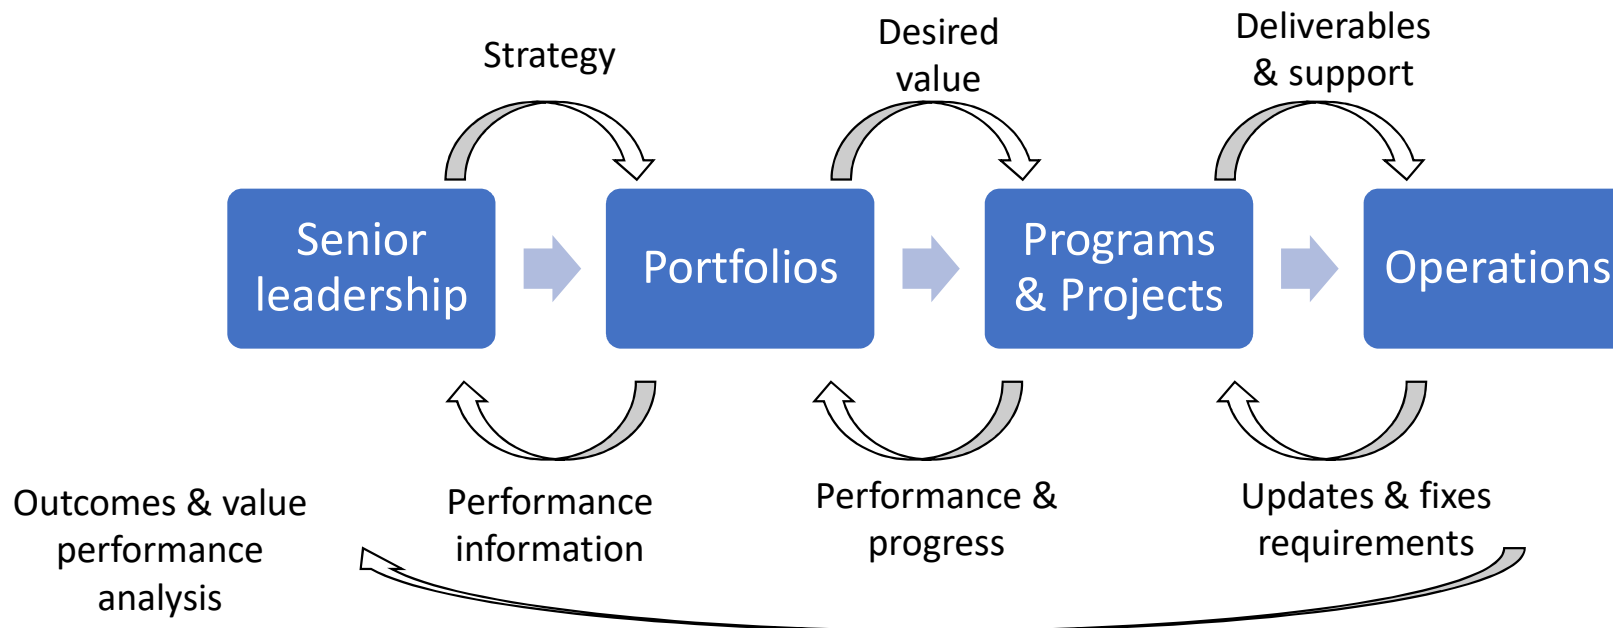 Strategy
Desired
value
Deliverables
& support
Senior
leadership
Portfolios
Programs
& Projects
Operations
Outcomes & value
performance
analysis
Performance
information
Performance &
progress
Updates & fixes
requirements